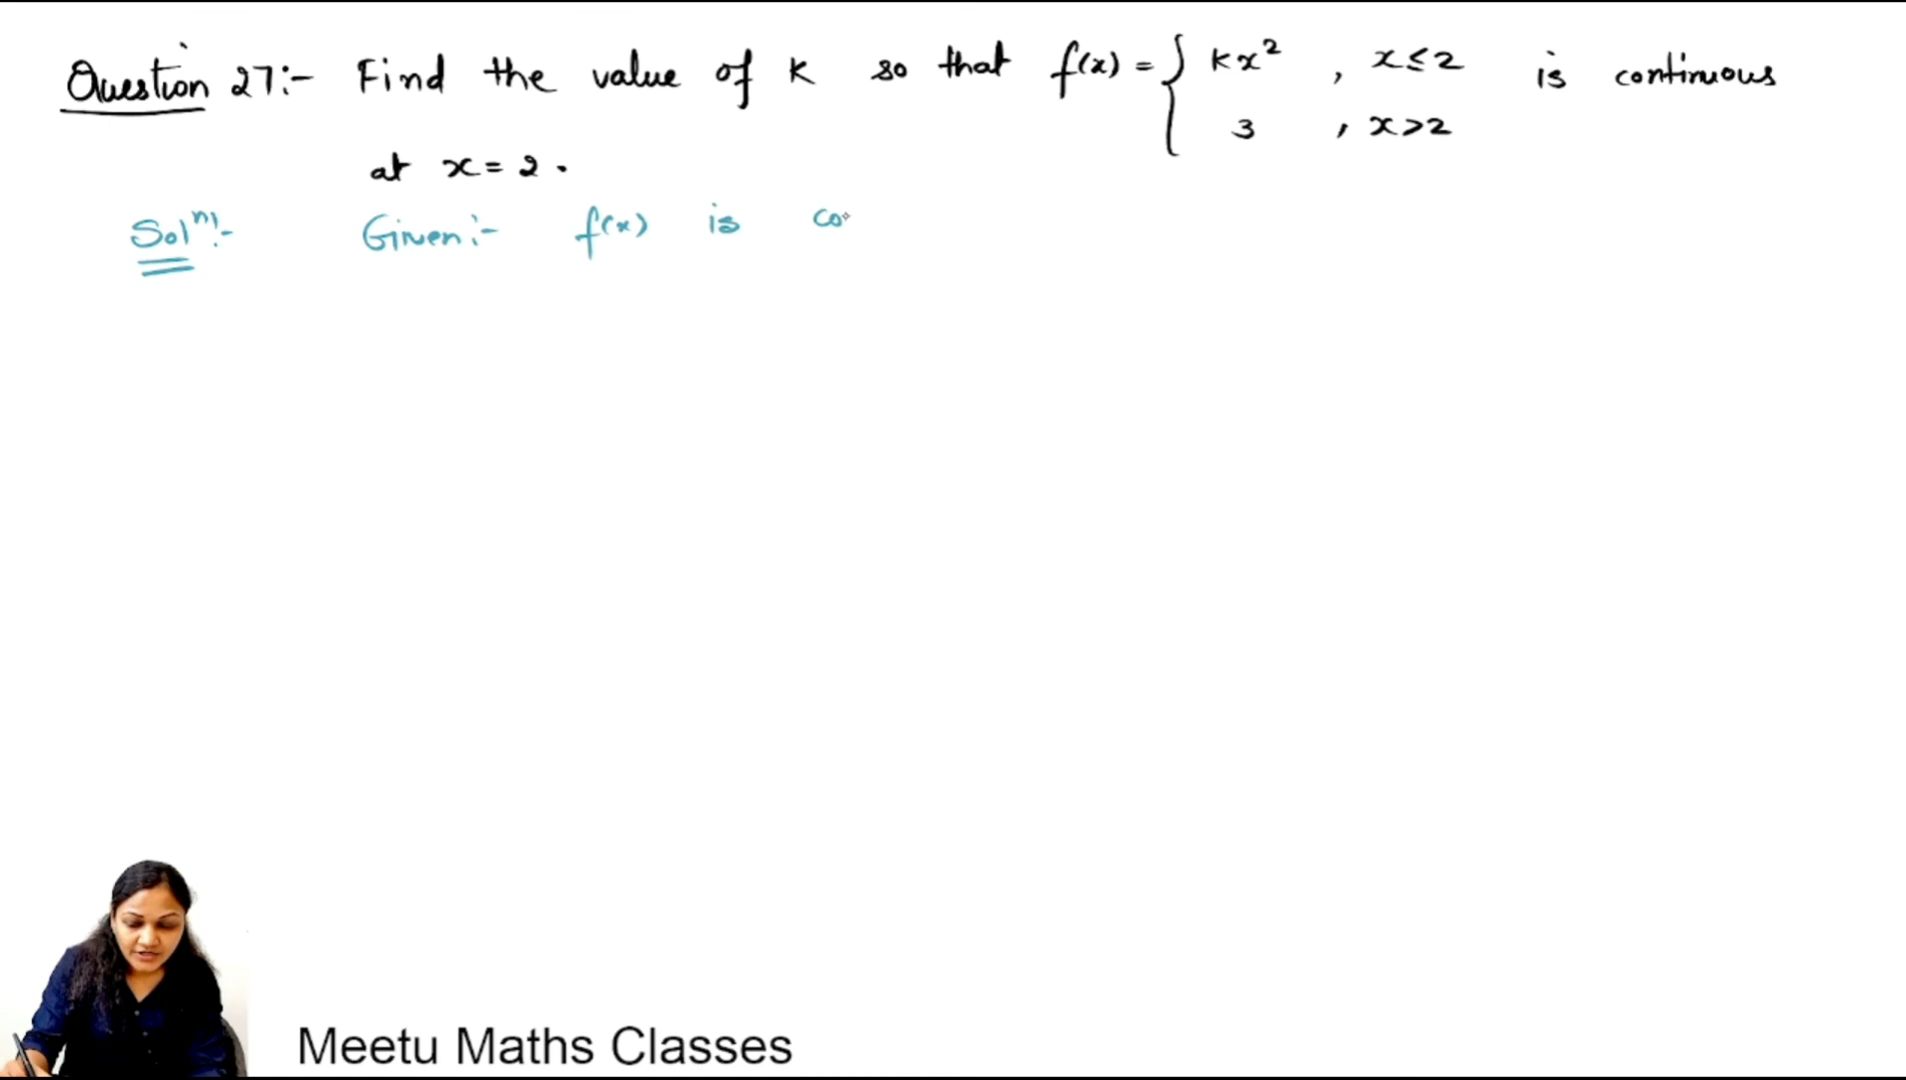 Question 27:- Find the value of K so that f(x) = { kx² , x≤2 is continuous
3 , x>2
at x = 2.
Solⁿ:- Given:- f(x) is co
Meetu Maths Classes